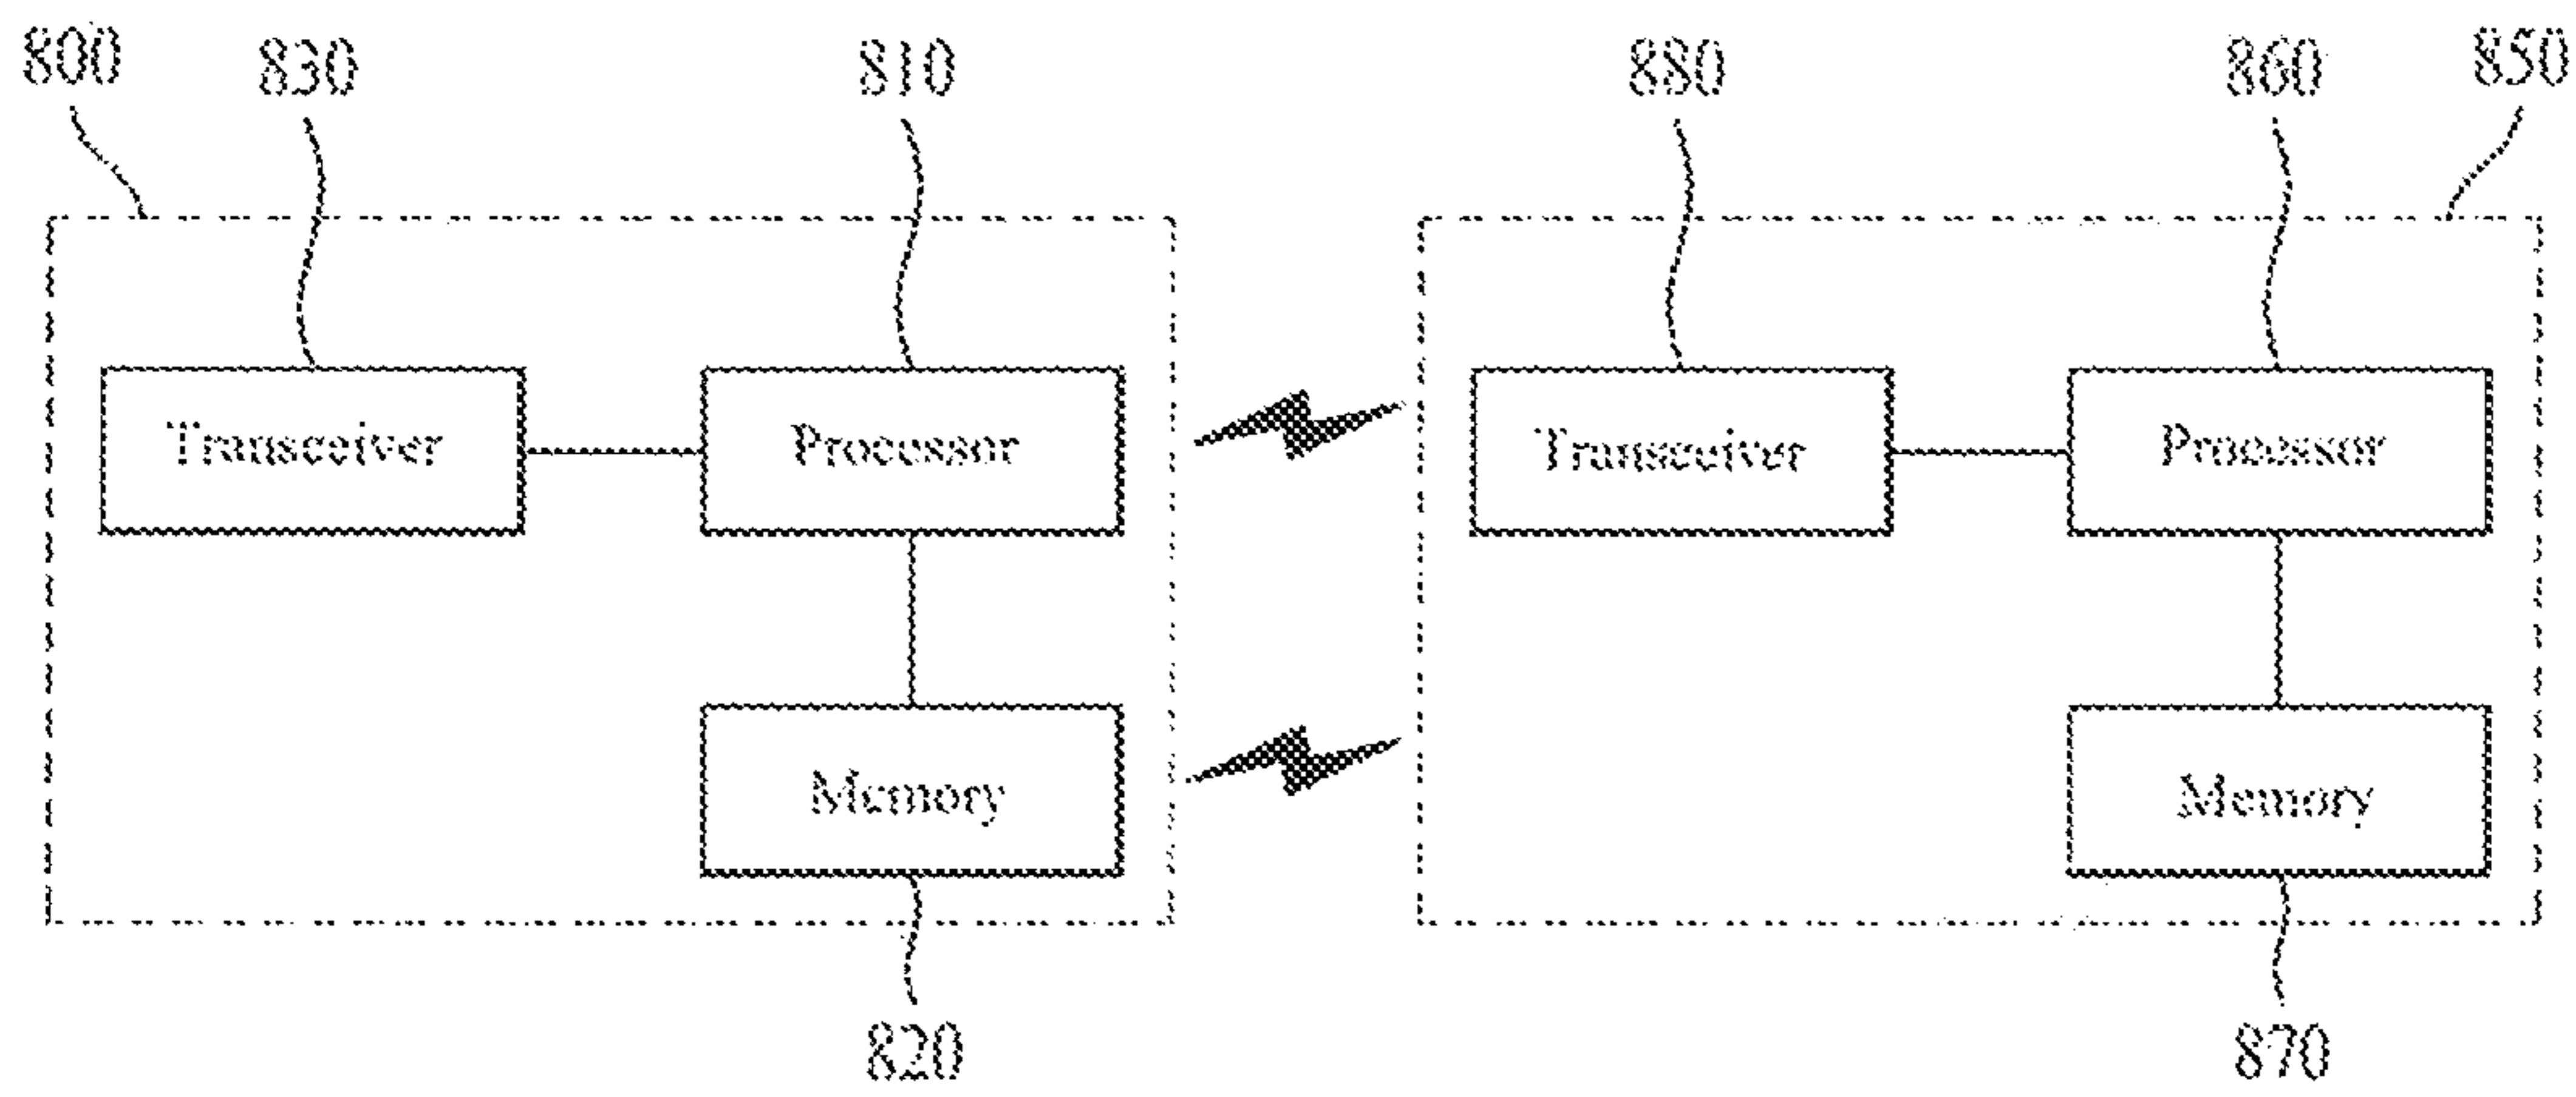 800 830 810 880 860 850
Transceiver Processor Transceiver Processor
Memory Memory
820 870